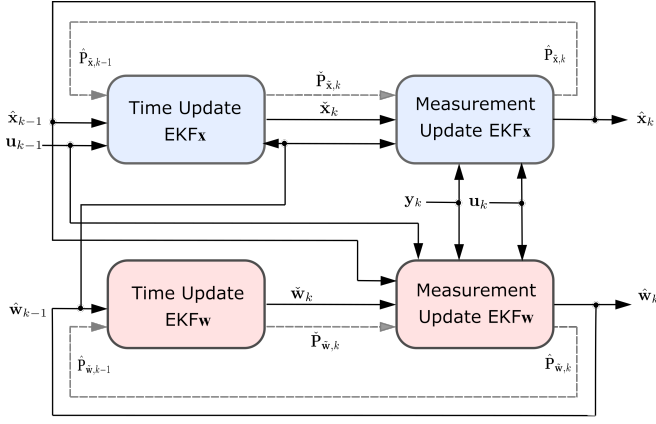 P̂x̃,k−1
P̌x̃,k
P̂x̃,k
x̂k−1
Time Update
EKFx
x̌k
Measurement
Update EKFx
x̂k
uk−1
yk
uk
ŵk−1
Time Update
EKFw
w̌k
Measurement
Update EKFw
ŵk
P̂w̃,k−1
P̌w̃,k
P̂w̃,k